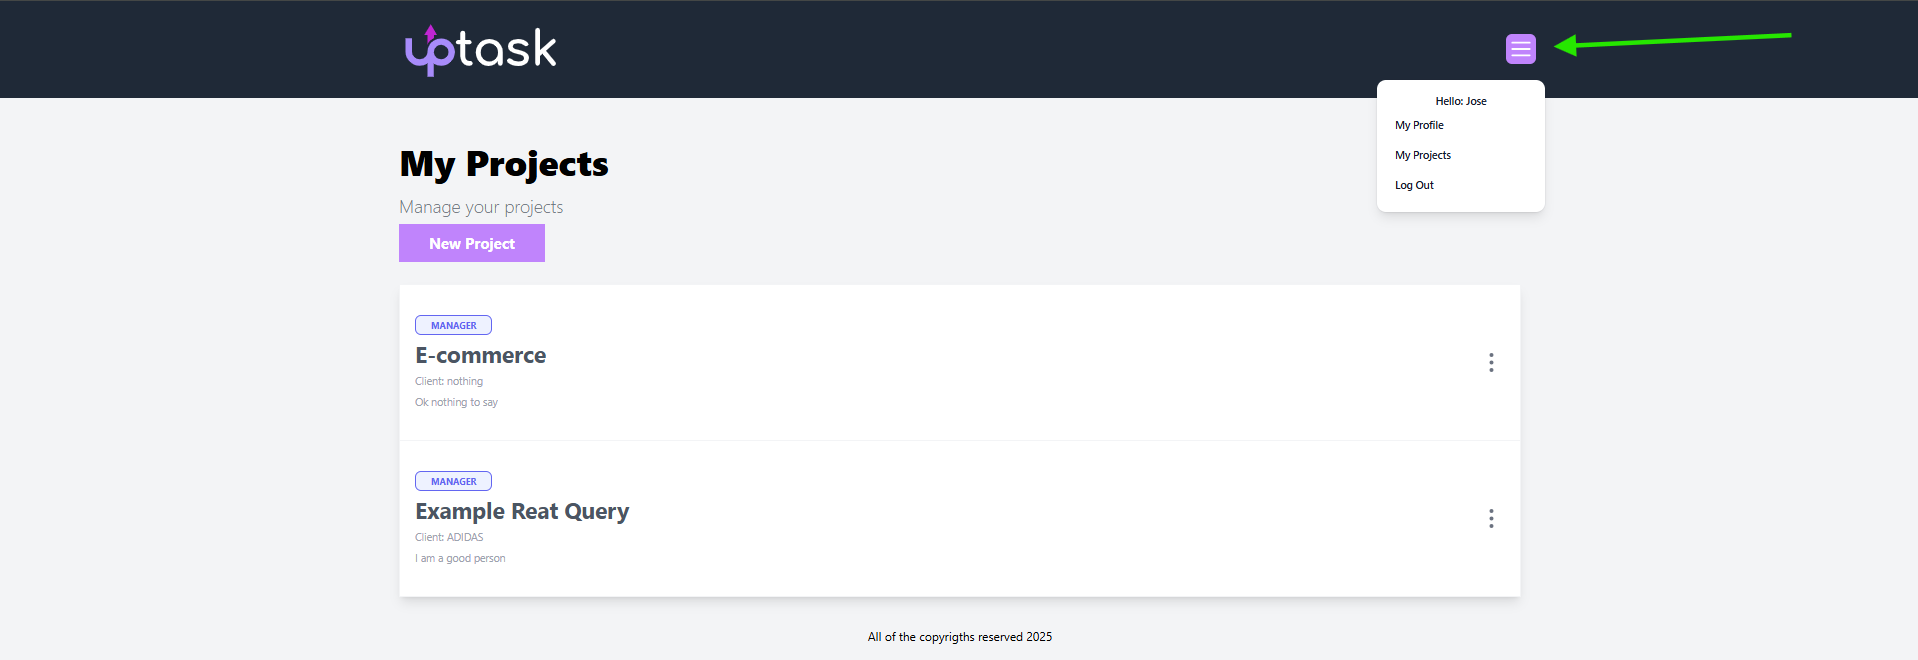 uptask
Hello: Jose
My Profile
My Projects
Log Out
My Projects
Manage your projects
New Project
MANAGER
E-commerce
Client: nothing
Ok nothing to say
MANAGER
Example Reat Query
Client: ADIDAS
I am a good person
All of the copyrigths reserved 2025